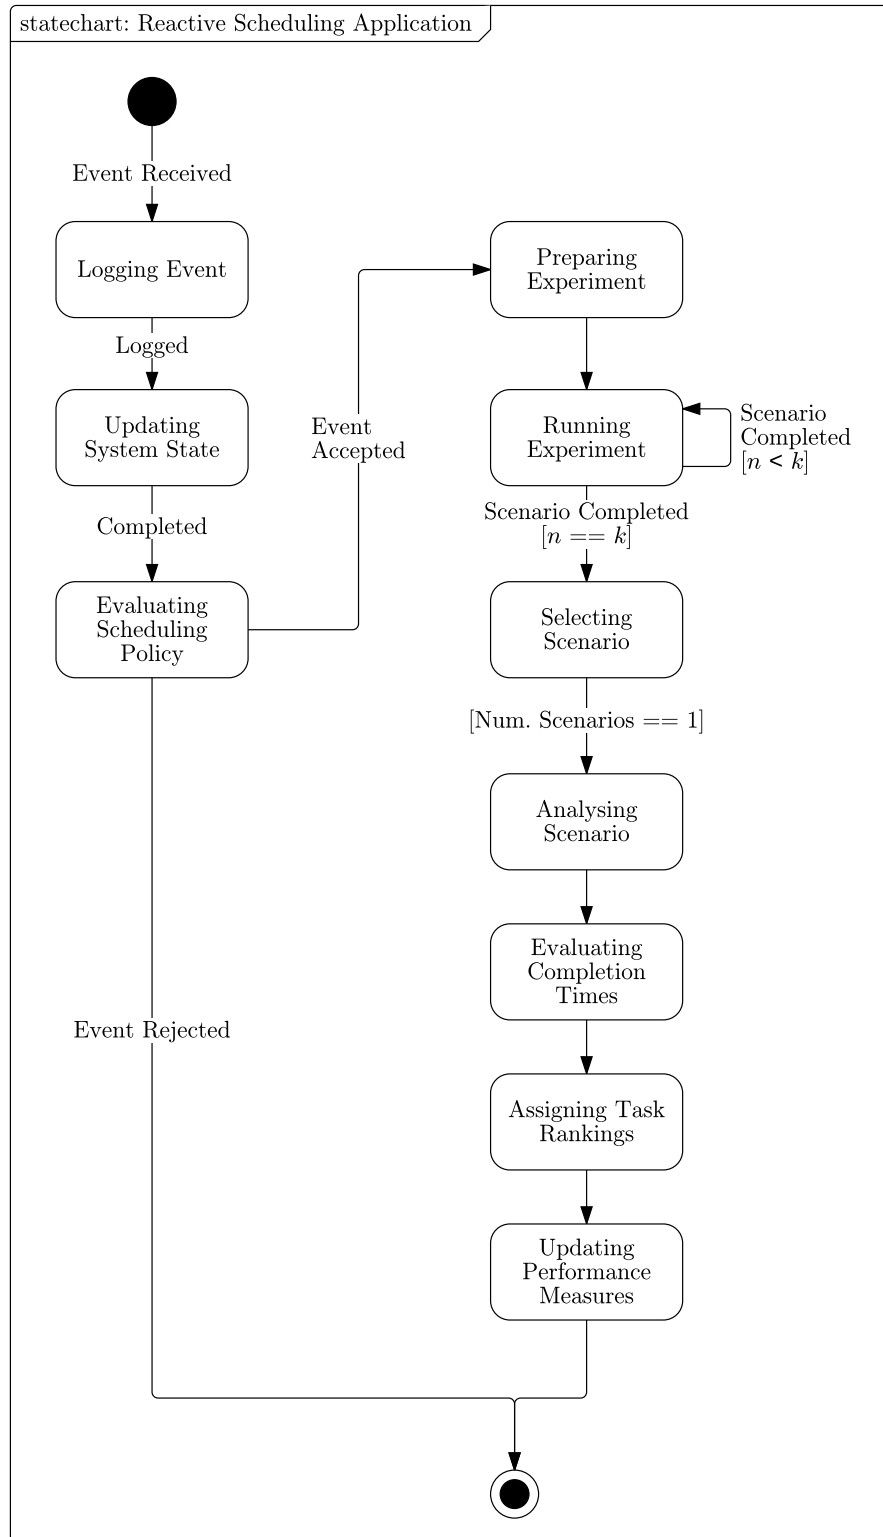 statechart: Reactive Scheduling Application
Event Received
Logging Event
Logged
Updating
System State
Completed
Evaluating
Scheduling
Policy
Event
Accepted
Event Rejected
Preparing
Experiment
Running
Experiment
Scenario
Completed
[n < k]
Scenario Completed
[n == k]
Selecting
Scenario
[Num. Scenarios == 1]
Analysing
Scenario
Evaluating
Completion
Times
Assigning Task
Rankings
Updating
Performance
Measures